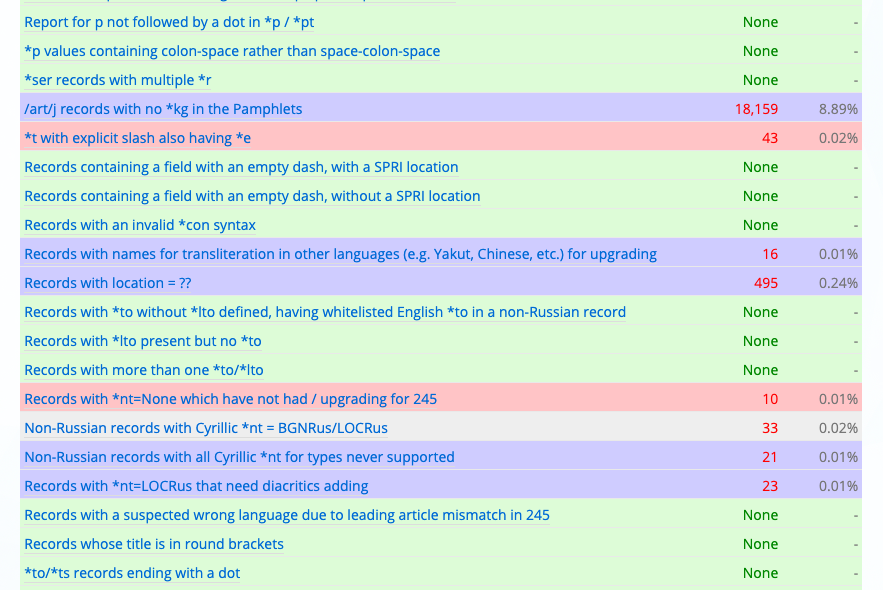 Report for p not followed by a dot in *p / *pt None -
*p values containing colon-space rather than space-colon-space None -
*ser records with multiple *r None -
/art/j records with no *kg in the Pamphlets 18,159 8.89%
*t with explicit slash also having *e 43 0.02%
Records containing a field with an empty dash, with a SPRI location None -
Records containing a field with an empty dash, without a SPRI location None -
Records with an invalid *con syntax None -
Records with names for transliteration in other languages (e.g. Yakut, Chinese, etc.) for upgrading 16 0.01%
Records with location = ?? 495 0.24%
Records with *to without *lto defined, having whitelisted English *to in a non-Russian record None -
Records with *lto present but no *to None -
Records with more than one *to/*lto None -
Records with *nt=None which have not had / upgrading for 245 10 0.01%
Non-Russian records with Cyrillic *nt = BGNRus/LOCRus 33 0.02%
Non-Russian records with all Cyrillic *nt for types never supported 21 0.01%
Records with *nt=LOCRus that need diacritics adding 23 0.01%
Records with a suspected wrong language due to leading article mismatch in 245 None -
Records whose title is in round brackets None -
*to/*ts records ending with a dot None -